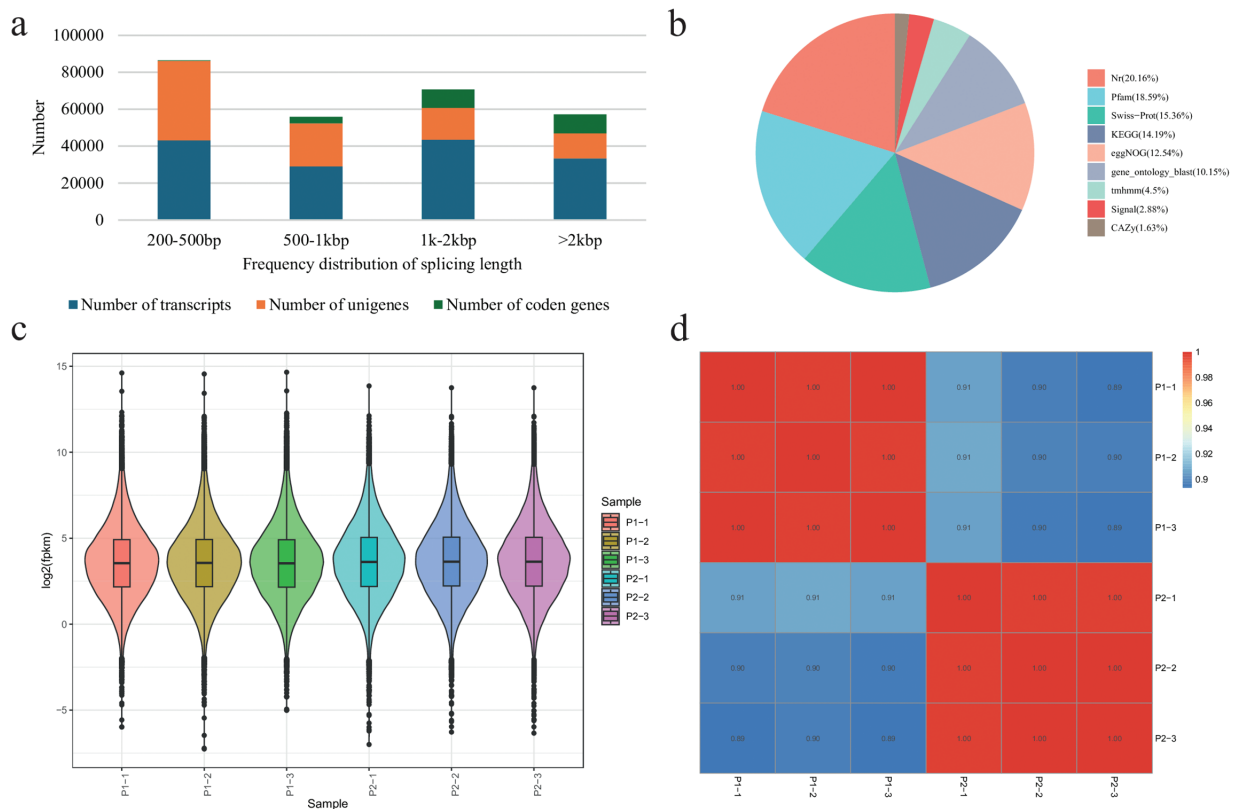 a
100000
80000
60000
40000
20000
0
Number
200-500bp 500-1kbp 1k-2kbp >2kbp
Frequency distribution of splicing length
Number of transcripts Number of unigenes Number of coden genes
b
Nr(20.16%)
Pfam(18.59%)
Swiss-Prot(15.36%)
KEGG(14.19%)
eggNOG(12.54%)
gene_ontology_blast(10.15%)
tmhmm(4.5%)
Signal(2.88%)
CAZy(1.63%)
c
15
10
5
0
-5
log2(fpkm)
P1-1 P1-2 P1-3 P2-1 P2-2 P2-3
Sample
Sample
P1-1
P1-2
P1-3
P2-1
P2-2
P2-3
d
1.00 1.00 1.00 0.91 0.90 0.89 P1-1
1.00 1.00 1.00 0.91 0.90 0.90 P1-2
1.00 1.00 1.00 0.91 0.90 0.89 P1-3
0.91 0.91 0.91 1.00 1.00 1.00 P2-1
0.90 0.90 0.90 1.00 1.00 1.00 P2-2
0.89 0.90 0.89 1.00 1.00 1.00 P2-3
P1-1 P1-2 P1-3 P2-1 P2-2 P2-3
1
0.98
0.96
0.94
0.92
0.9